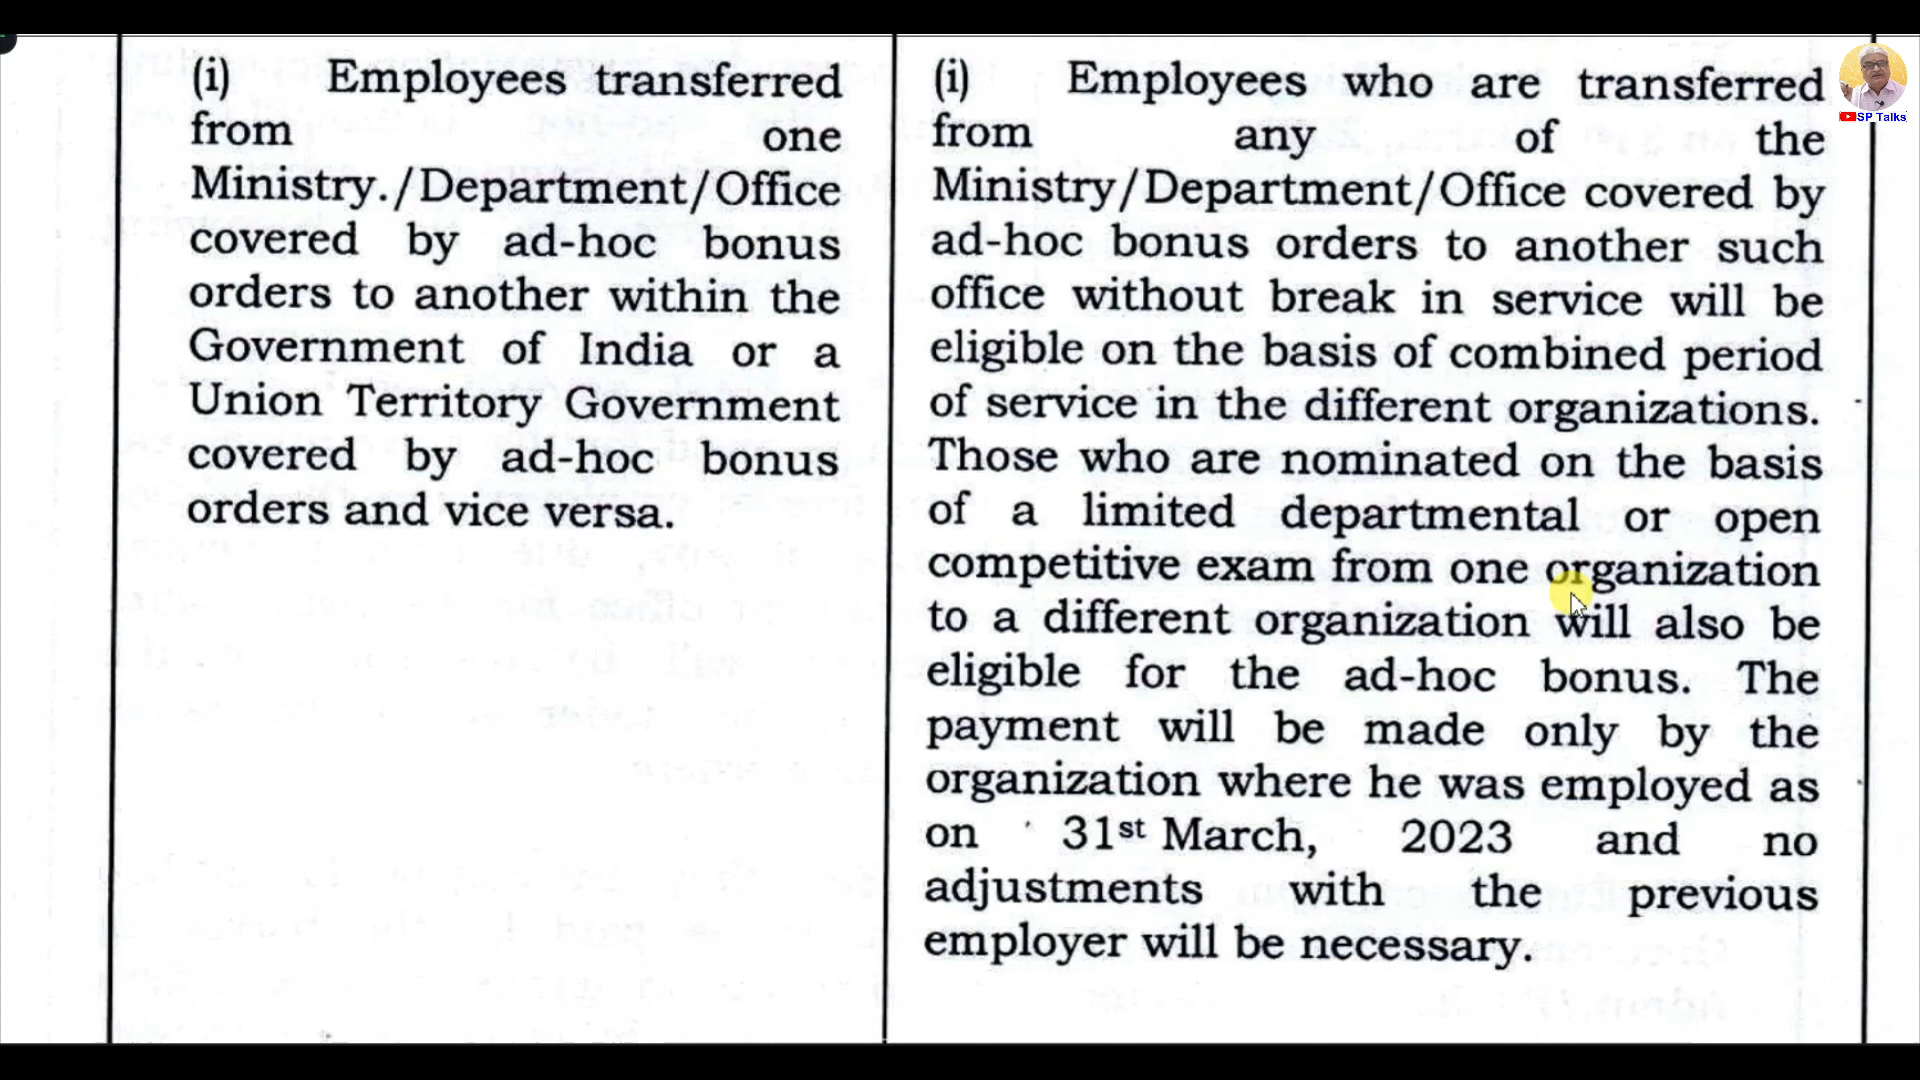 (i) Employees transferred
from one
Ministry./Department/Office
covered by ad-hoc bonus
orders to another within the
Government of India or a
Union Territory Government
covered by ad-hoc bonus
orders and vice versa.
(i) Employees who are transferred
from any of the
Ministry/Department/Office covered by
ad-hoc bonus orders to another such
office without break in service will be
eligible on the basis of combined period
of service in the different organizations.
Those who are nominated on the basis
of a limited departmental or open
competitive exam from one organization
to a different organization will also be
eligible for the ad-hoc bonus. The
payment will be made only by the
organization where he was employed as
on 31st March, 2023 and no
adjustments with the previous
employer will be necessary.
SP Talks